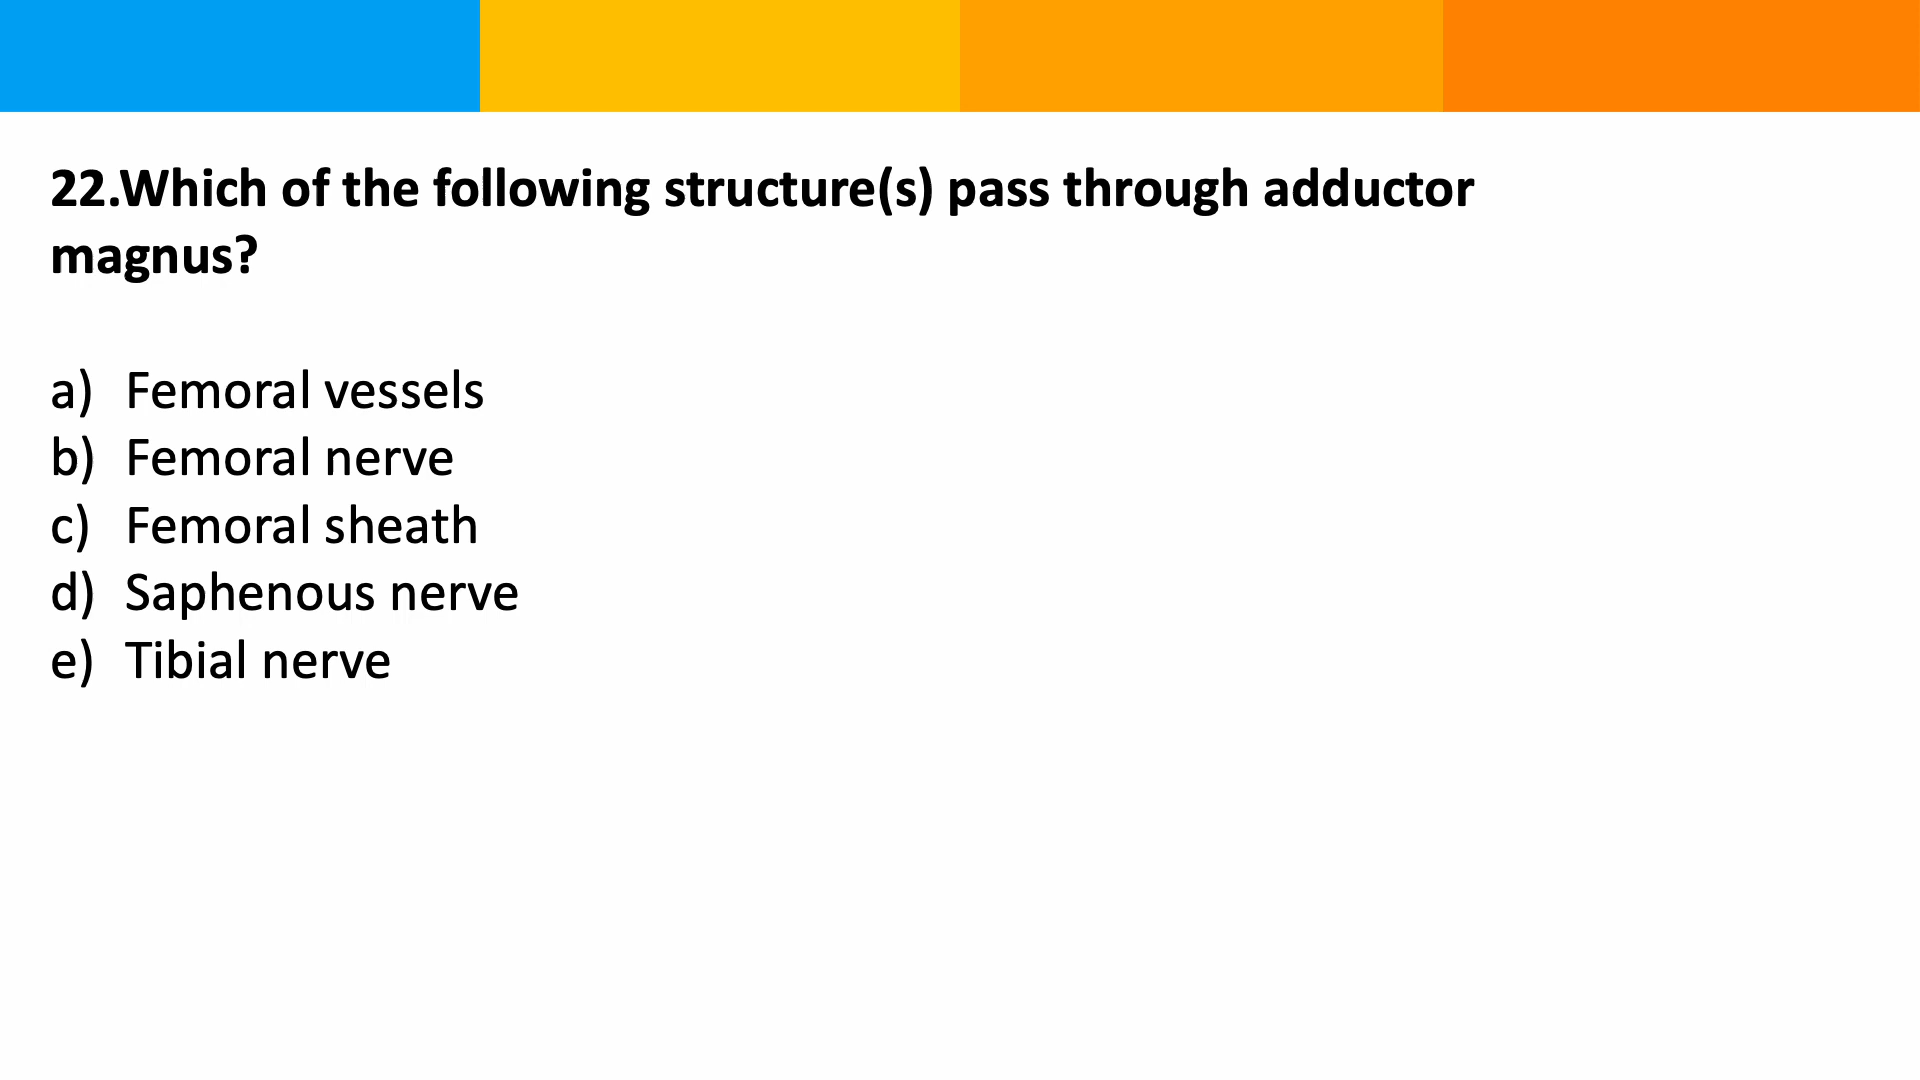 22.Which of the following structure(s) pass through adductor
magnus?
a) Femoral vessels
b) Femoral nerve
c) Femoral sheath
d) Saphenous nerve
e) Tibial nerve